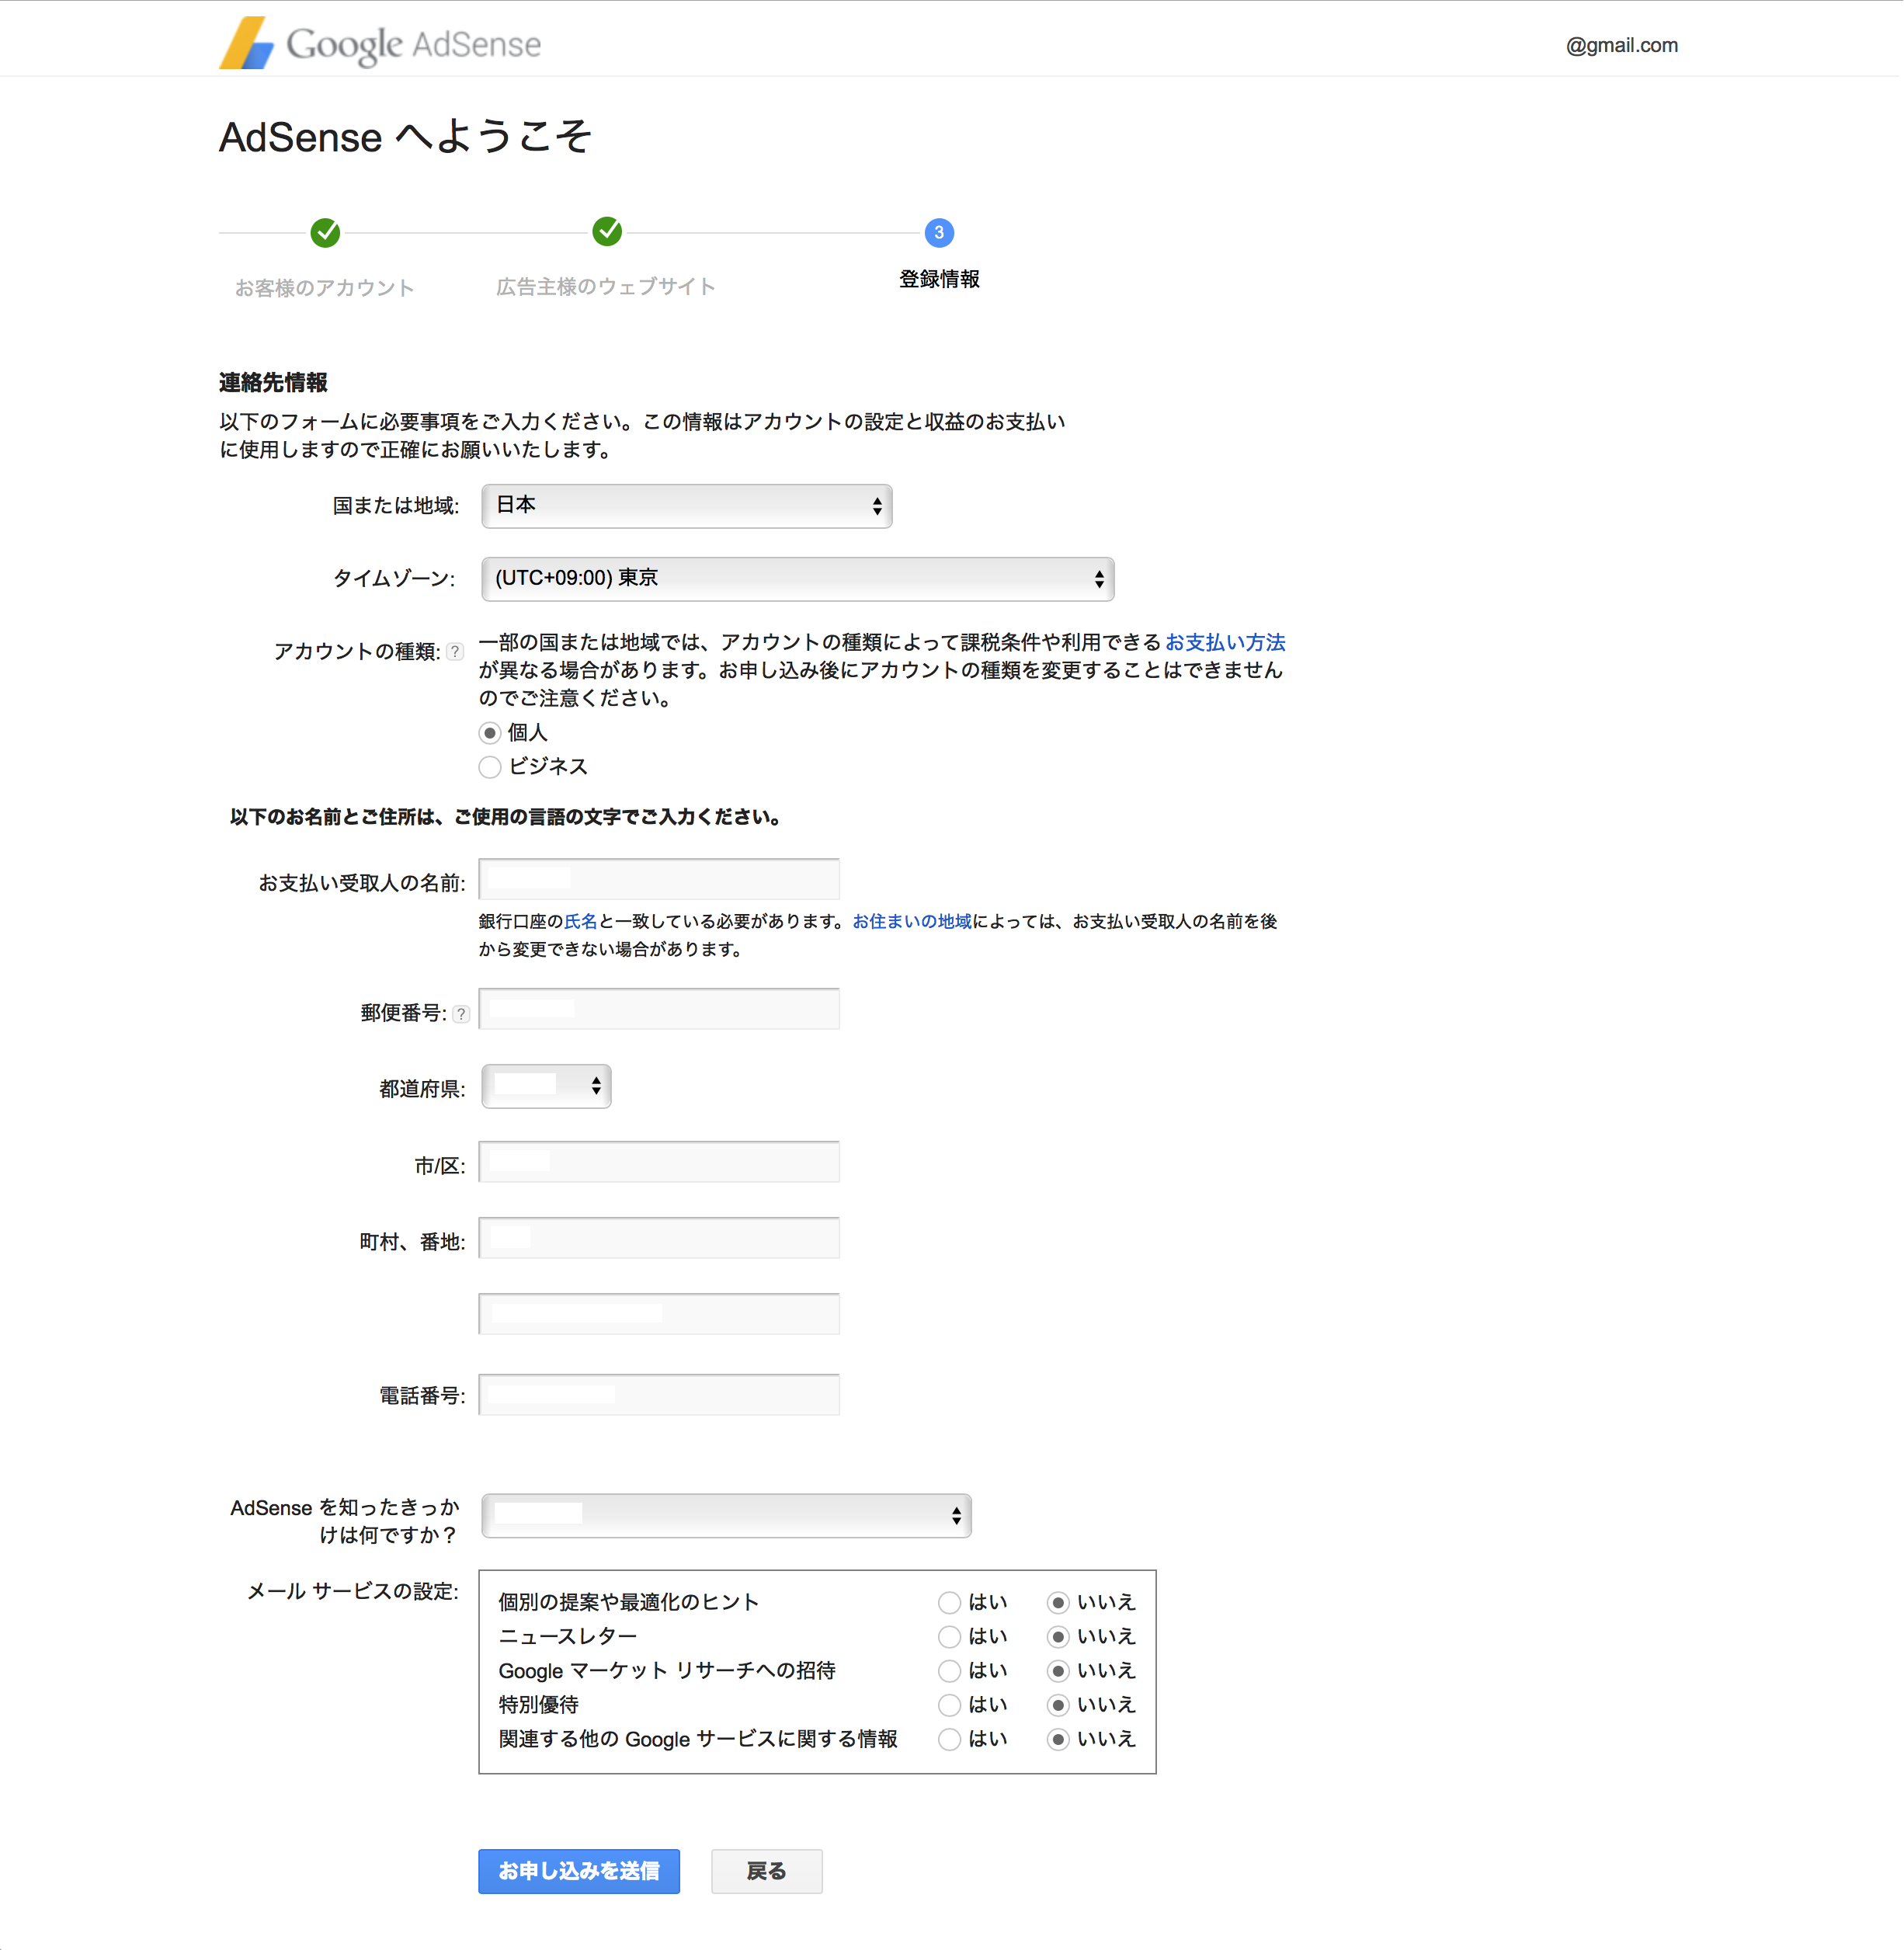 Google AdSense
@gmail.com
AdSense へようこそ
3
お客様のアカウント
広告主様のウェブサイト
登録情報
連絡先情報
以下のフォームに必要事項をご入力ください。この情報はアカウントの設定と収益のお支払い
に使用しますので正確にお願いいたします。
国または地域:
日本
タイムゾーン:
(UTC+09:00) 東京
アカウントの種類: ?
一部の国または地域では、アカウントの種類によって課税条件や利用できるお支払い方法
が異なる場合があります。お申し込み後にアカウントの種類を変更することはできません
のでご注意ください。
個人
ビジネス
以下のお名前とご住所は、ご使用の言語の文字でご入力ください。
お支払い受取人の名前:
銀行口座の氏名と一致している必要があります。お住まいの地域によっては、お支払い受取人の名前を後
から変更できない場合があります。
郵便番号: ?
都道府県:
市/区:
町村、番地:
電話番号:
AdSense を知ったきっか
けは何ですか？
メール サービスの設定:
個別の提案や最適化のヒント はい いいえ
ニュースレター はい いいえ
Google マーケット リサーチへの招待 はい いいえ
特別優待 はい いいえ
関連する他の Google サービスに関する情報 はい いいえ
お申し込みを送信
戻る